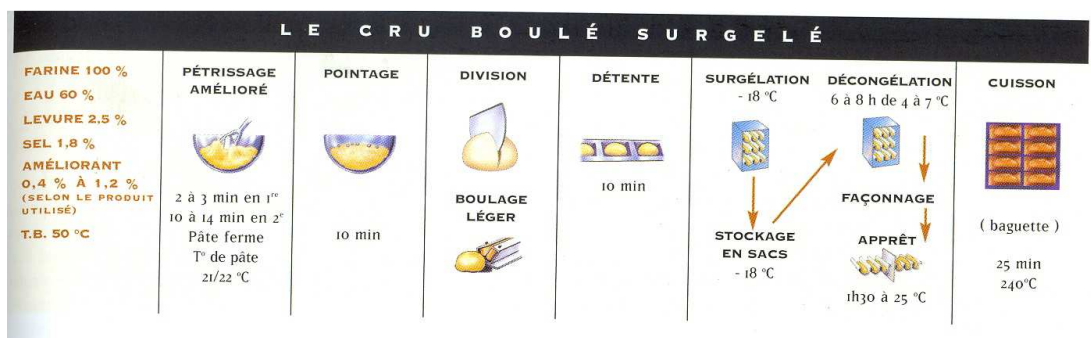 LE CRU BOULÉ SURGELÉ
FARINE 100 %
EAU 60 %
LEVURE 2,5 %
SEL 1,8 %
AMÉLIORANT
0,4 % À 1,2 %
(SELON LE PRODUIT
UTILISÉ)
T.B. 50 °C
PÉTRISSAGE
AMÉLIORÉ
2 à 3 min en 1re
10 à 14 min en 2e
Pâte ferme
T° de pâte
21/22 °C
POINTAGE
10 min
DIVISION
BOULAGE
LÉGER
DÉTENTE
10 min
SURGÉLATION
- 18 °C
STOCKAGE
EN SACS
- 18 °C
DÉCONGÉLATION
6 à 8 h de 4 à 7 °C
FAÇONNAGE
APPRÊT
1h30 à 25 °C
CUISSON
( baguette )
25 min
240°C